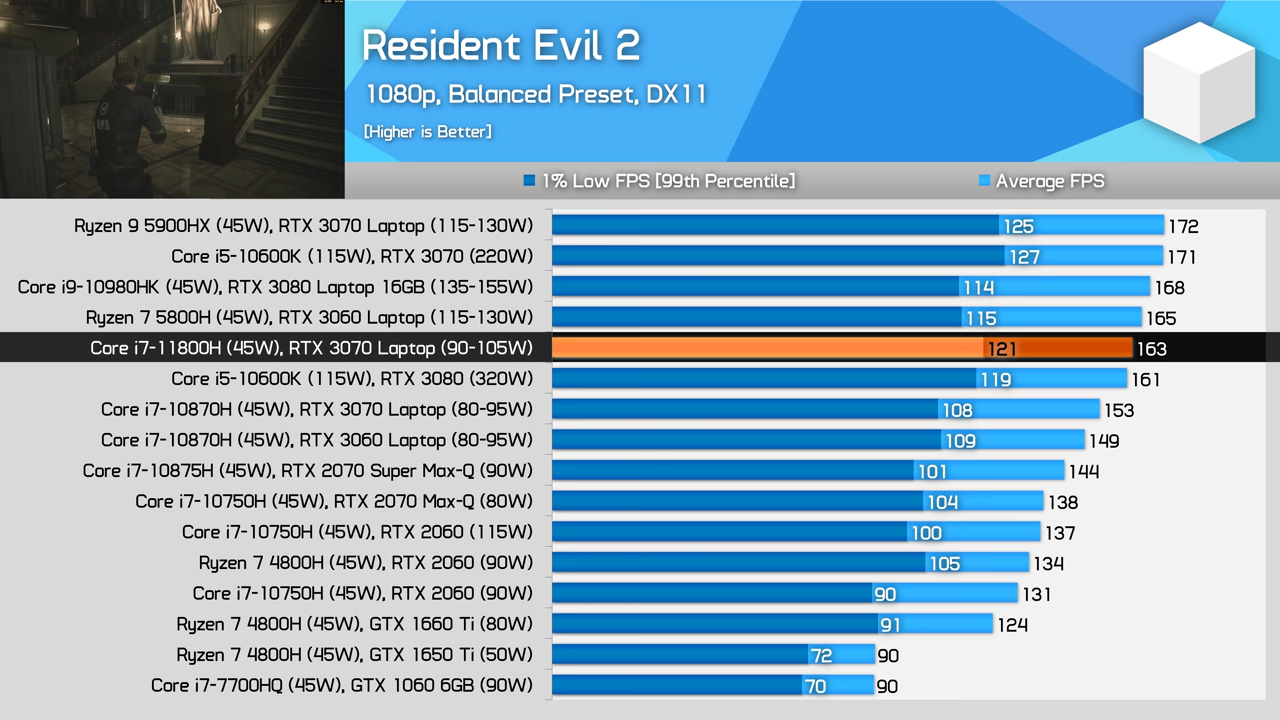 Resident Evil 2
1080p, Balanced Preset, DX11
[Higher is Better]
1% Low FPS [99th Percentile] Average FPS
Ryzen 9 5900HX (45W), RTX 3070 Laptop (115-130W) 125 172
Core i5-10600K (115W), RTX 3070 (220W) 127 171
Core i9-10980HK (45W), RTX 3080 Laptop 16GB (135-155W) 114 168
Ryzen 7 5800H (45W), RTX 3060 Laptop (115-130W) 115 165
Core i7-11800H (45W), RTX 3070 Laptop (90-105W) 121 163
Core i5-10600K (115W), RTX 3080 (320W) 119 161
Core i7-10870H (45W), RTX 3070 Laptop (80-95W) 108 153
Core i7-10870H (45W), RTX 3060 Laptop (80-95W) 109 149
Core i7-10875H (45W), RTX 2070 Super Max-Q (90W) 101 144
Core i7-10750H (45W), RTX 2070 Max-Q (80W) 104 138
Core i7-10750H (45W), RTX 2060 (115W) 100 137
Ryzen 7 4800H (45W), RTX 2060 (90W) 105 134
Core i7-10750H (45W), RTX 2060 (90W) 90 131
Ryzen 7 4800H (45W), GTX 1660 Ti (80W) 91 124
Ryzen 7 4800H (45W), GTX 1650 Ti (50W) 72 90
Core i7-7700HQ (45W), GTX 1060 6GB (90W) 70 90